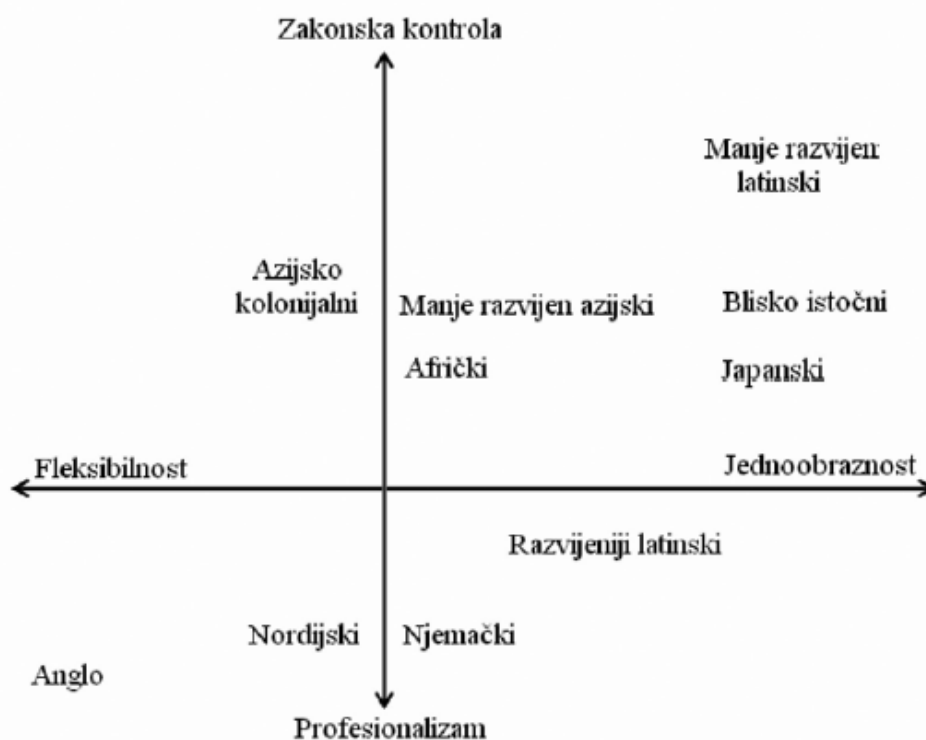 Zakonska kontrola
Manje razvijen
latinski
Azijsko
kolonijalni
Manje razvijen azijski
Blisko istočni
Afrički
Japanski
Fleksibilnost
Jednoobraznost
Razvijeniji latinski
Nordijski
Njemački
Anglo
Profesionalizam